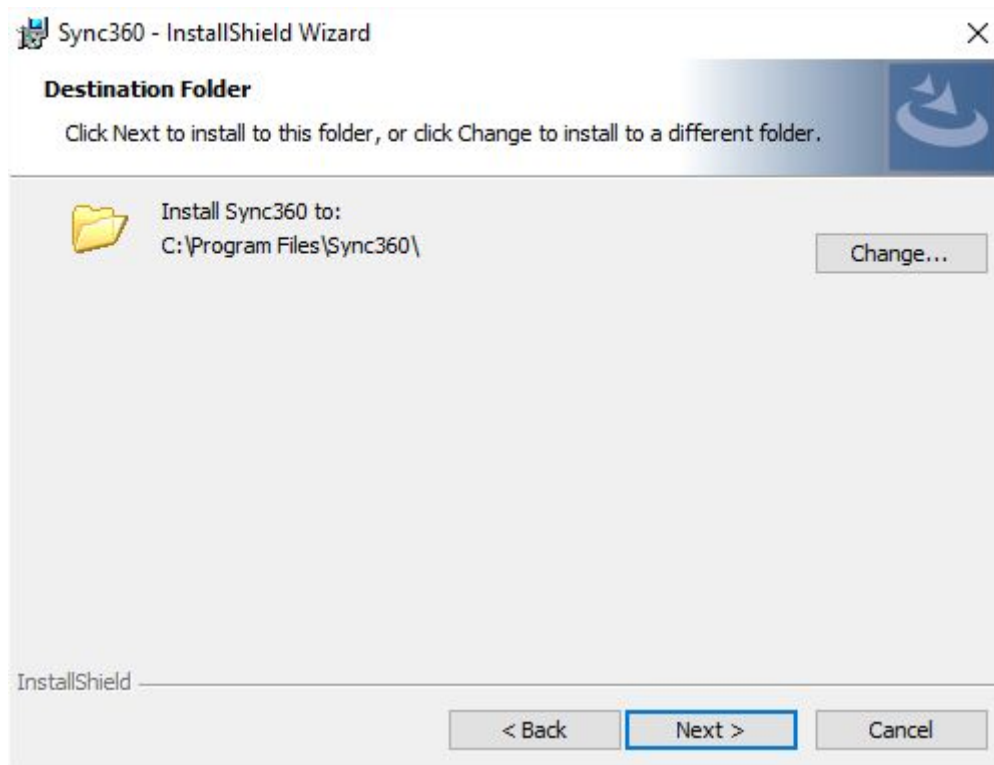 Sync360 - InstallShield Wizard
Destination Folder
Click Next to install to this folder, or click Change to install to a different folder.
Install Sync360 to:
C:\Program Files\Sync360\
Change...
InstallShield
< Back
Next >
Cancel